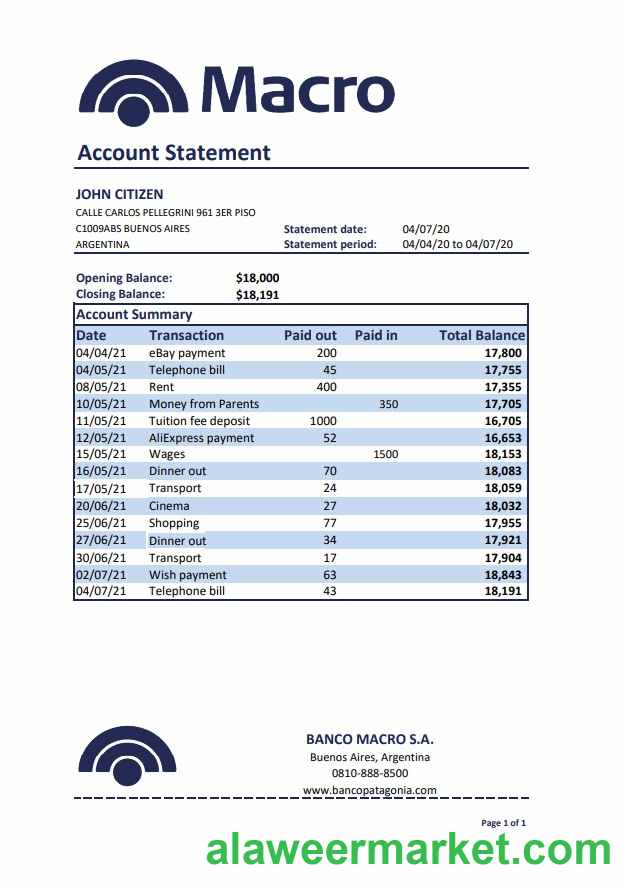 Macro
Account Statement
JOHN CITIZEN
CALLE CARLOS PELLEGRINI 961 3ER PISO
C1009ABS BUENOS AIRES Statement date: 04/07/20
ARGENTINA Statement period: 04/04/20 to 04/07/20
Opening Balance: $18,000
Closing Balance: $18,191
Account Summary
Date Transaction Paid out Paid in Total Balance
04/04/21 eBay payment 200 17,800
04/05/21 Telephone bill 45 17,755
08/05/21 Rent 400 17,355
10/05/21 Money from Parents 350 17,705
11/05/21 Tuition fee deposit 1000 16,705
12/05/21 AliExpress payment 52 16,653
15/05/21 Wages 1500 18,153
16/05/21 Dinner out 70 18,083
17/05/21 Transport 24 18,059
20/06/21 Cinema 27 18,032
25/06/21 Shopping 77 17,955
27/06/21 Dinner out 34 17,921
30/06/21 Transport 17 17,904
02/07/21 Wish payment 63 18,843
04/07/21 Telephone bill 43 18,191
BANCO MACRO S.A.
Buenos Aires, Argentina
0810-888-8500
www.bancopatagonia.com
Page 1 of 1
alaweermarket.com